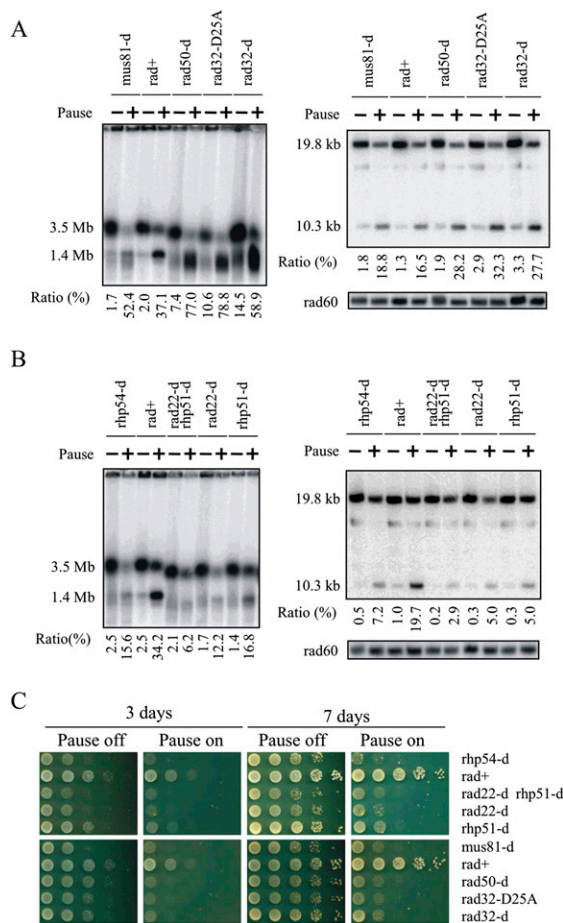 A
mus81-d rad+ rad50-d rad32-D25A rad32-d
Pause − + − + − + − + − +
3.5 Mb
1.4 Mb
Ratio (%) 1.7 52.4 2.0 37.1 7.4 77.0 10.6 78.8 14.5 58.9
mus81-d rad+ rad50-d rad32-D25A rad32-d
Pause − + − + − + − + − +
19.8 kb
10.3 kb
Ratio (%) 1.8 18.8 1.3 16.5 1.9 28.2 2.9 32.3 3.3 27.7
rad60
B
rhp54-d rad+ rad22-d rhp51-d rad22-d rhp51-d
Pause − + − + − + − + − +
3.5 Mb
1.4 Mb
Ratio(%) 2.5 15.6 2.5 34.2 2.1 6.2 1.7 12.2 1.4 16.8
rhp54-d rad+ rad22-d rhp51-d rad22-d rhp51-d
Pause − + − + − + − + − +
19.8 kb
10.3 kb
Ratio (%) 0.5 7.2 1.0 19.7 0.2 2.9 0.3 5.0 0.3 5.0
rad60
C
3 days 7 days
Pause off Pause on Pause off Pause on
rhp54-d
rad+
rad22-d rhp51-d
rad22-d
rhp51-d
mus81-d
rad+
rad50-d
rad32-D25A
rad32-d